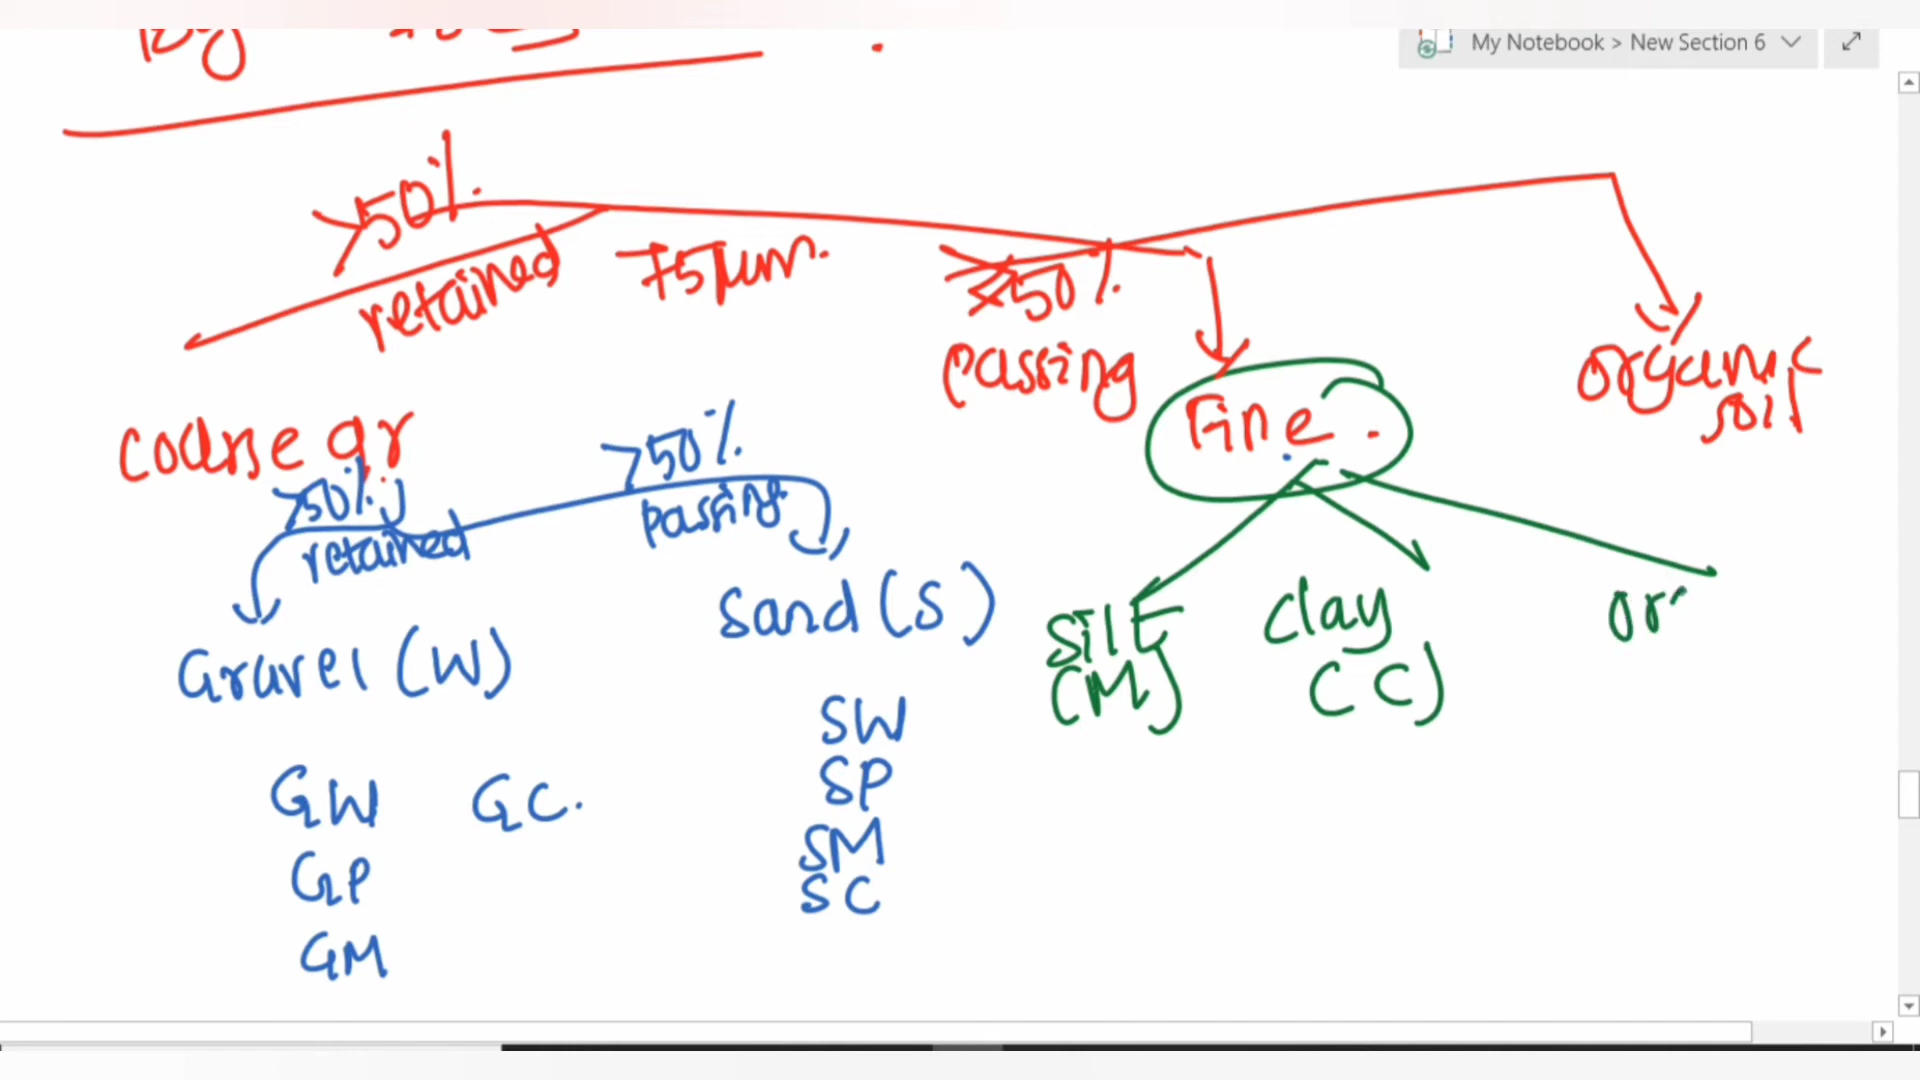 My Notebook > New Section 6
>50%
retained
75μm.
>50%
passing
coarse gr
Fine.
organic
soil
>50%
retained
>50%
passing
Gravel (W)
Sand (S)
silt
(M)
clay
(C)
or
GW GC.
GP
GM
SW
SP
SM
SC